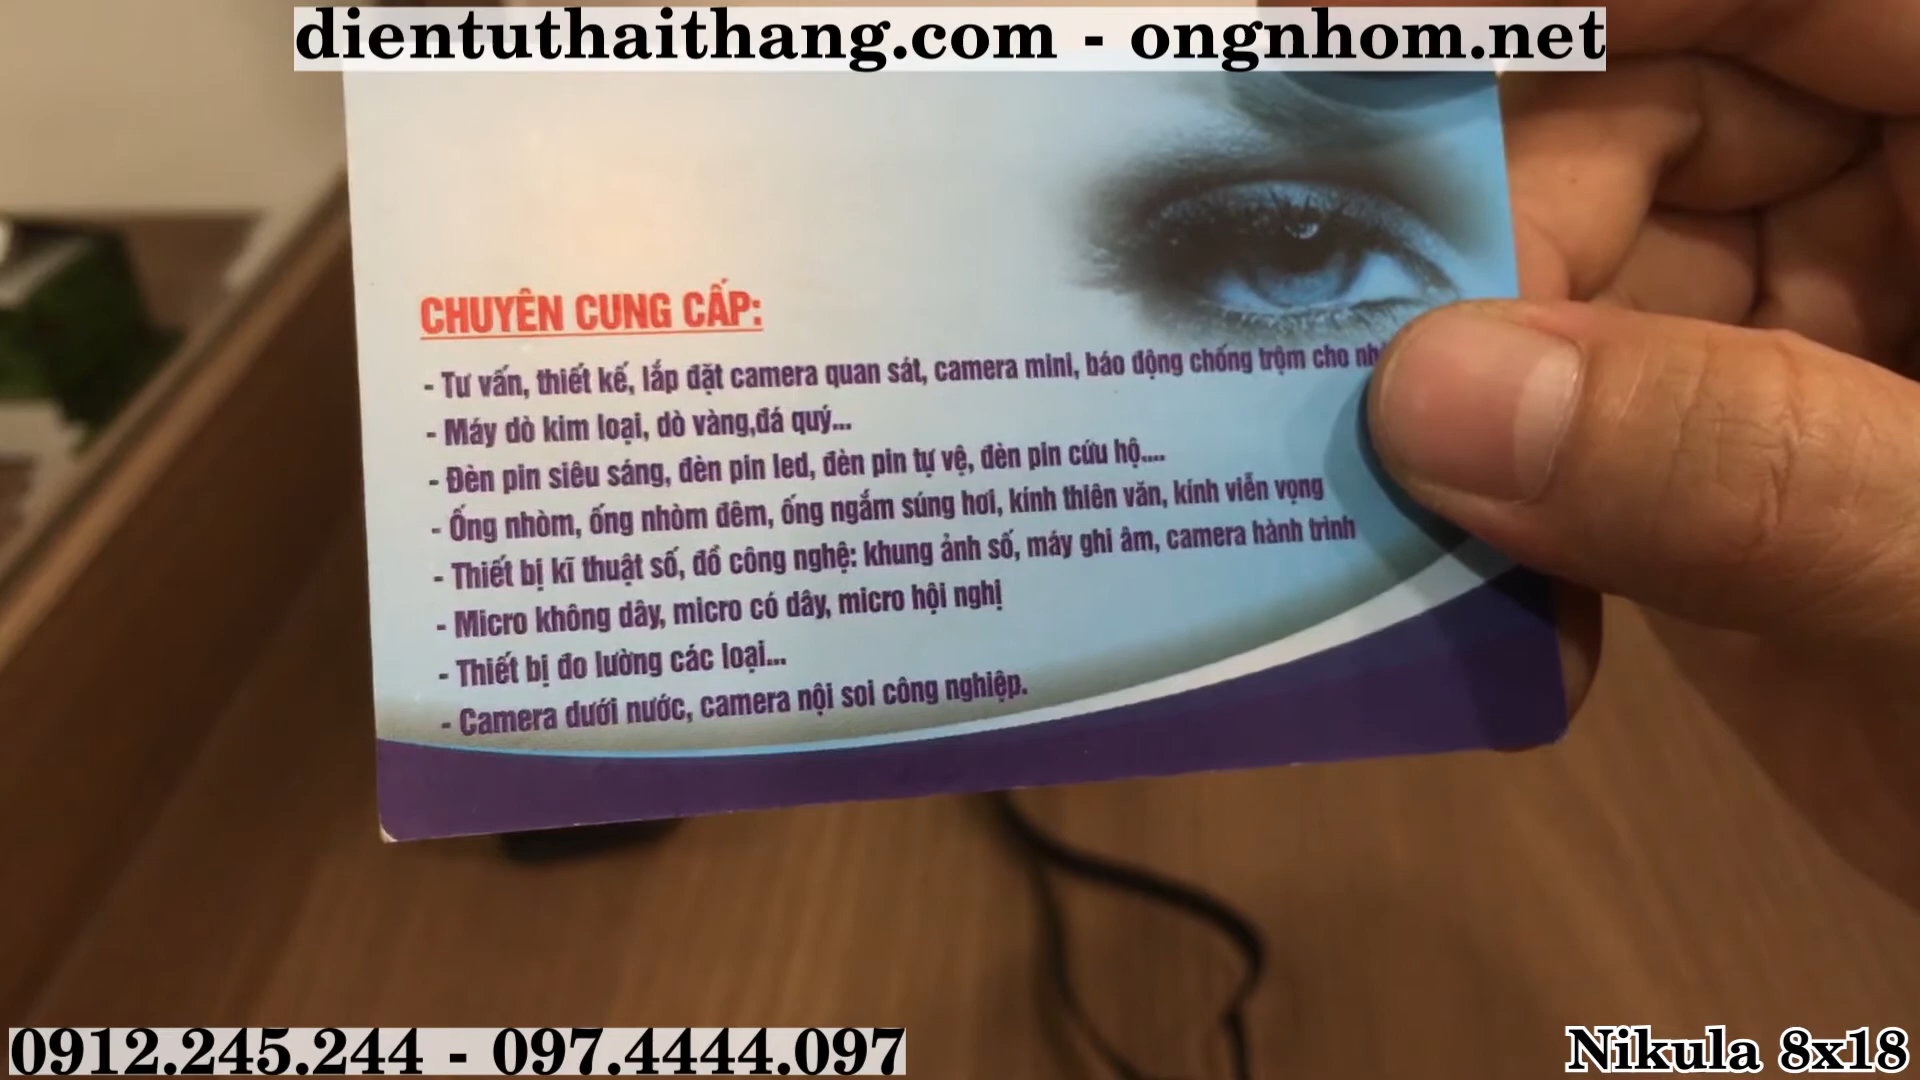 dientuthaithang.com - ongnhom.net
CHUYÊN CUNG CẤP:
- Tư vấn, thiết kế, lắp đặt camera quan sát, camera mini, báo động chống trộm cho
- Máy dò kim loại, dò vàng,đá quý...
- Đèn pin siêu sáng, đèn pin led, đèn pin tự vệ, đèn pin cứu hộ....
- Ống nhòm, ống nhòm đêm, ống ngắm súng hơi, kính thiên văn, kính viễn vọng
- Thiết bị kĩ thuật số, đồ công nghệ: khung ảnh số, máy ghi âm, camera hành trình
- Micro không dây, micro có dây, micro hội nghị
- Thiết bị đo lường các loại...
- Camera dưới nước, camera nội soi công nghiệp.
0912.245.244 - 097.4444.097
Nikula 8x18